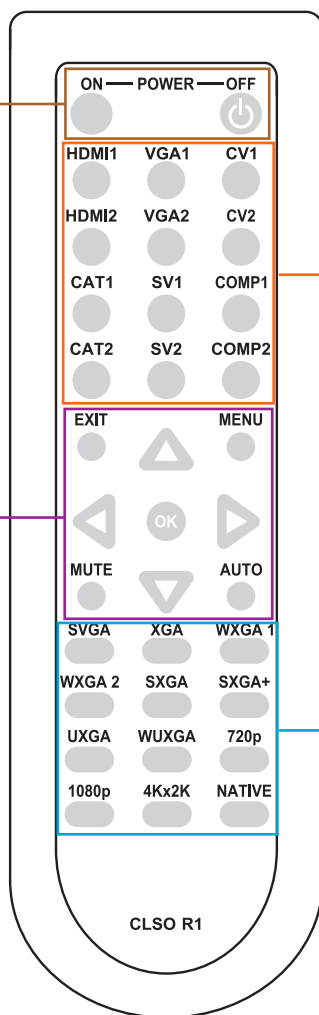 ON POWER OFF
HDMI1 VGA1 CV1
HDMI2 VGA2 CV2
CAT1 SV1 COMP1
CAT2 SV2 COMP2
EXIT MENU
OK
MUTE AUTO
SVGA XGA WXGA 1
WXGA 2 SXGA SXGA+
UXGA WUXGA 720p
1080p 4Kx2K NATIVE
CLSO R1